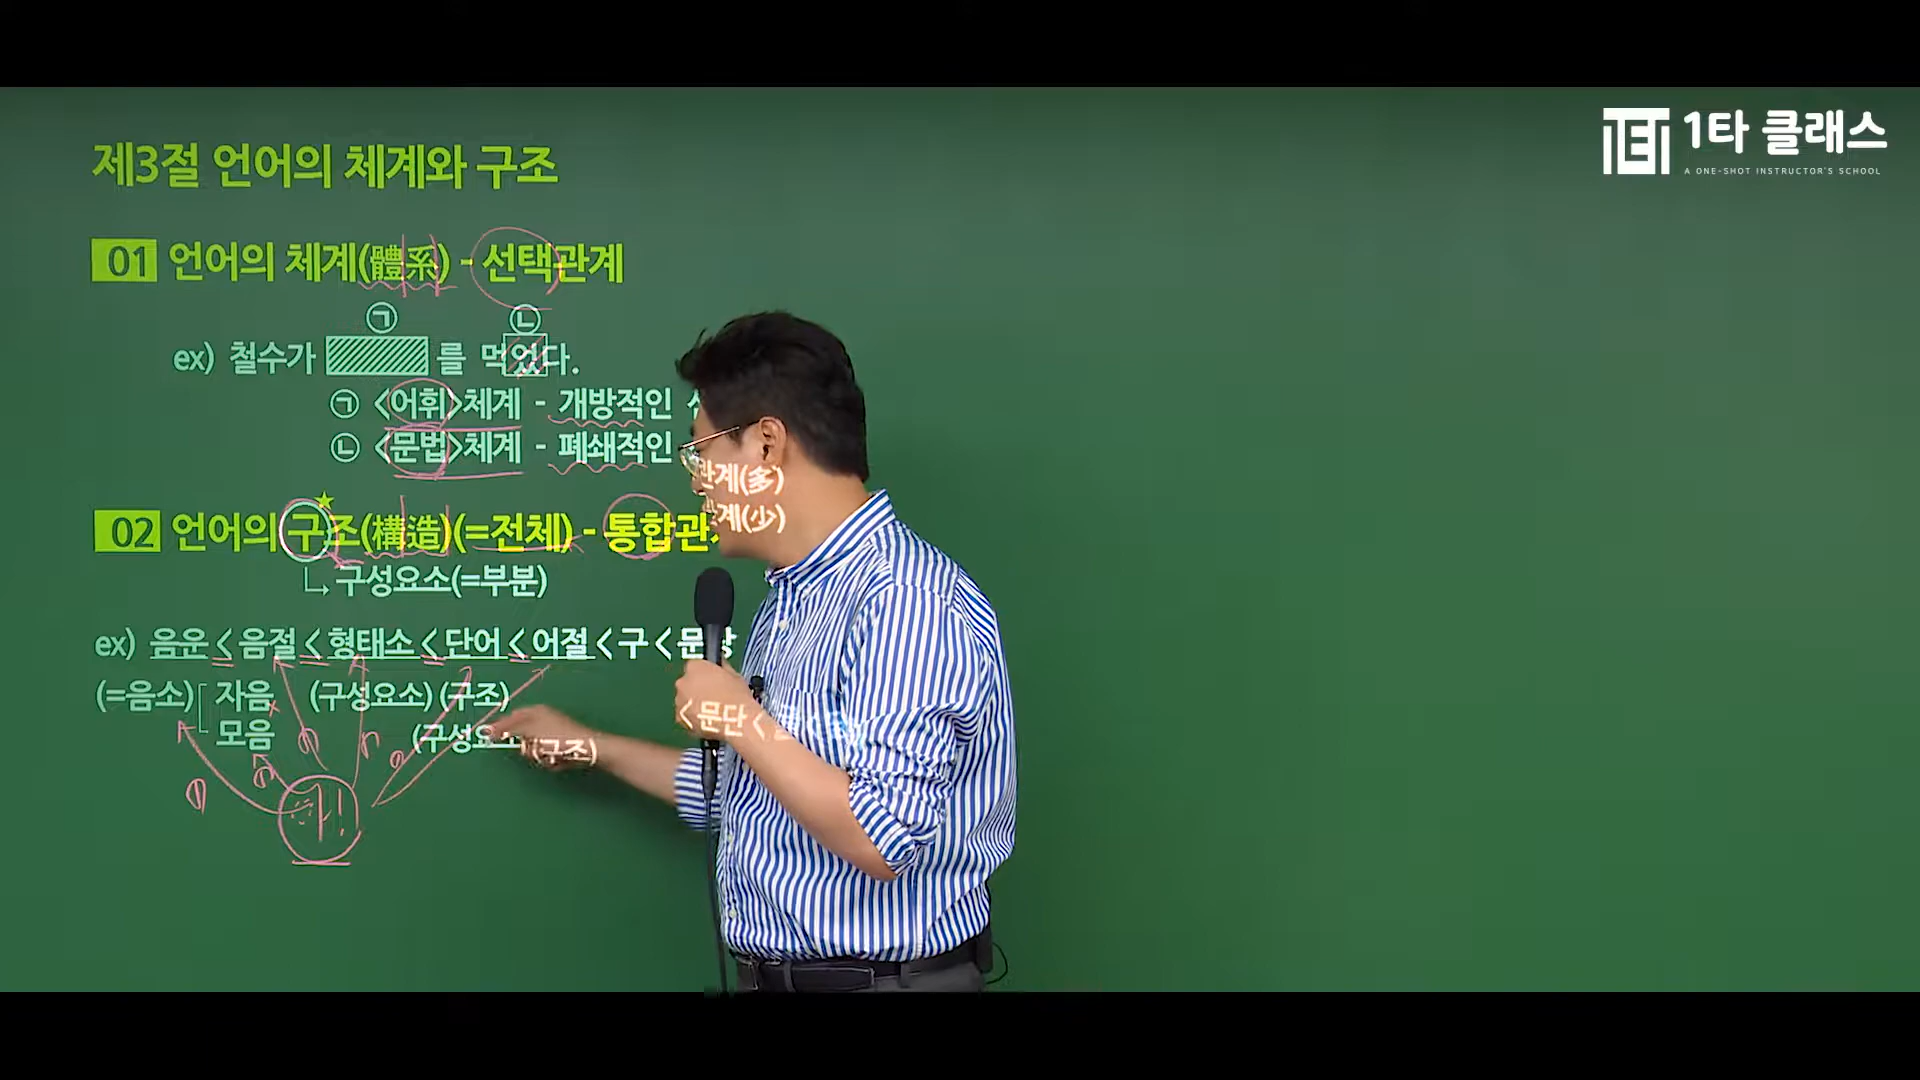 1타 클래스
A ONE-SHOT INSTRUCTOR'S SCHOOL
제3절 언어의 체계와 구조
01 언어의 체계(體系) - 선택관계
㉠ ㉡
ex) 철수가 를 먹었다.
㉠ <어휘>체계 - 개방적인
㉡ <문법>체계 - 폐쇄적인
관계(多)
계(少)
02 언어의 구조(構造)(=전체) - 통합관
구성요소(=부분)
ex) 음운 < 음절 < 형태소 < 단어 < 어절 < 구 < 문장
(=음소) 자음 (구성요소) (구조)
모음 (구성요소) (구조)
< 문단 <